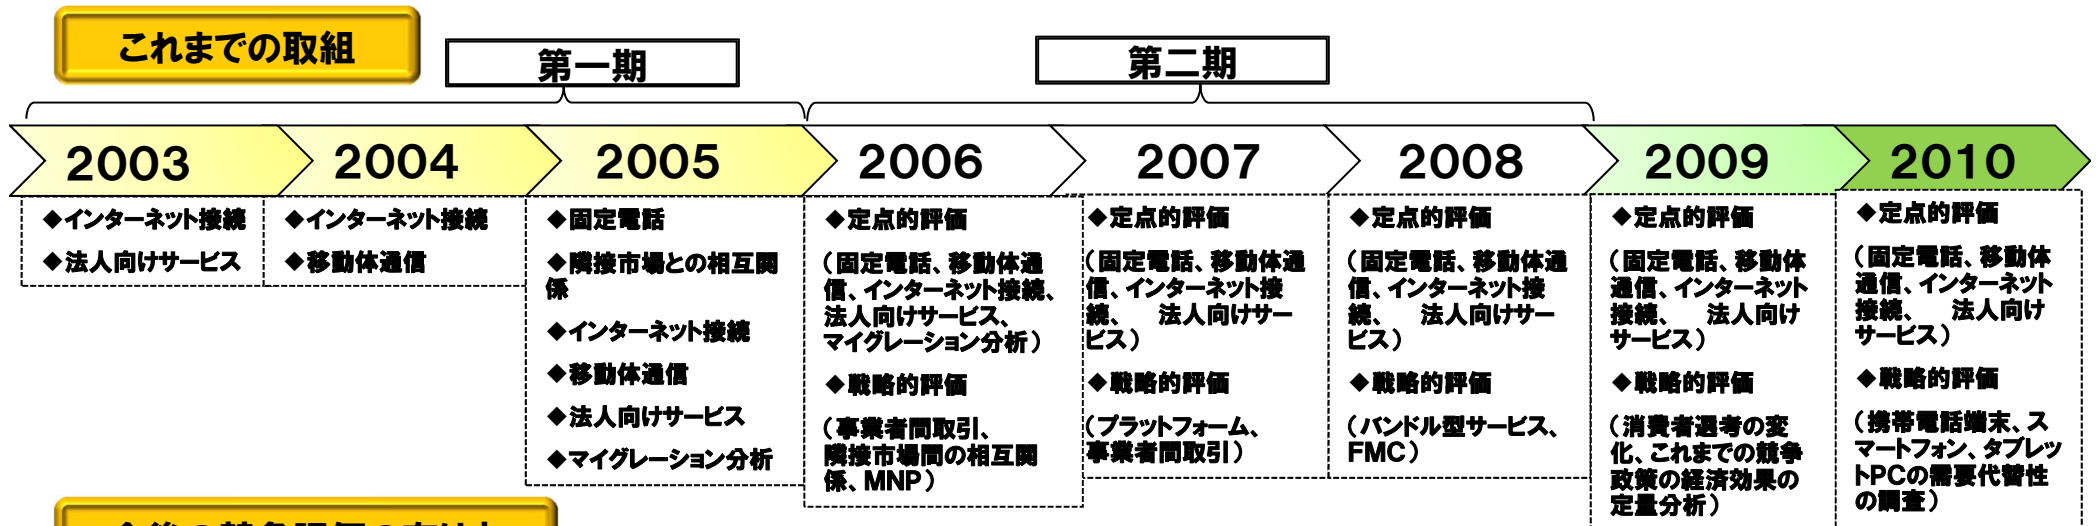 これまでの取組
第一期
第二期
2003
2004
2005
2006
2007
2008
2009
2010
◆インターネット接続
◆法人向けサービス
◆インターネット接続
◆移動体通信
◆固定電話
◆隣接市場との相互関
係
◆インターネット接続
◆移動体通信
◆法人向けサービス
◆マイグレーション分析
◆定点的評価
（固定電話、移動体通
信、インターネット接続、
法人向けサービス、
マイグレーション分析）
◆戦略的評価
（事業者間取引、
隣接市場間の相互関
係、MNP）
◆定点的評価
（固定電話、移動体通
信、インターネット接
続、　法人向けサー
ビス）
◆戦略的評価
（プラットフォーム、
事業者間取引）
◆定点的評価
（固定電話、移動体通
信、インターネット接
続、　法人向けサー
ビス）
◆戦略的評価
（バンドル型サービス、
FMC）
◆定点的評価
（固定電話、移動体
通信、インターネット
接続、　法人向け
サービス）
◆戦略的評価
（消費者選考の変
化、これまでの競争
政策の経済効果の
定量分析）
◆定点的評価
（固定電話、移動体
通信、インターネット
接続、　法人向け
サービス）
◆戦略的評価
（携帯電話端末、ス
マートフォン、タブレッ
トPCの需要代替性
の調査）